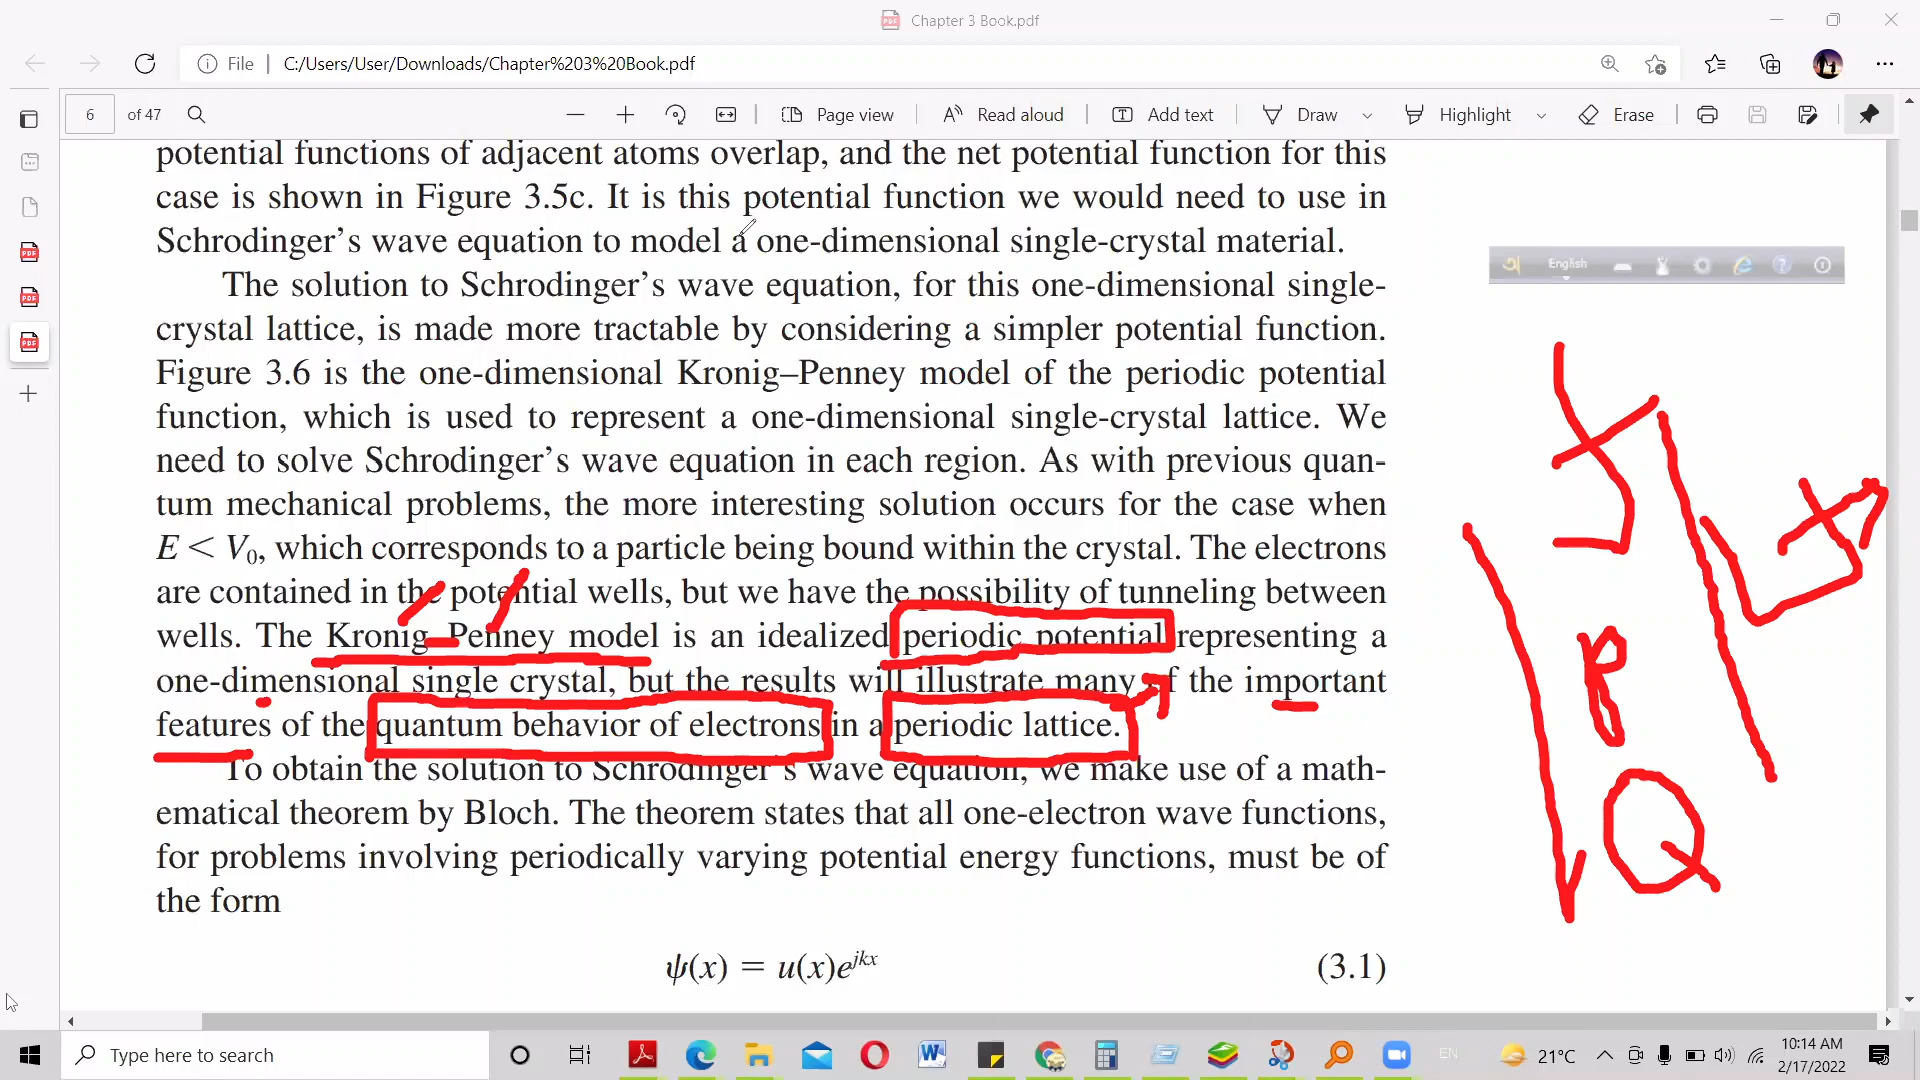 Chapter 3 Book.pdf
File
C:/Users/User/Downloads/Chapter%203%20Book.pdf
6 of 47
Page view
Read aloud
Add text
Draw
Highlight
Erase
potential functions of adjacent atoms overlap, and the net potential function for this
case is shown in Figure 3.5c. It is this potential function we would need to use in
Schrodinger's wave equation to model a one-dimensional single-crystal material.
English
The solution to Schrodinger's wave equation, for this one-dimensional single-
crystal lattice, is made more tractable by considering a simpler potential function.
Figure 3.6 is the one-dimensional Kronig–Penney model of the periodic potential
function, which is used to represent a one-dimensional single-crystal lattice. We
need to solve Schrodinger's wave equation in each region. As with previous quan-
tum mechanical problems, the more interesting solution occurs for the case when
E < V₀, which corresponds to a particle being bound within the crystal. The electrons
are contained in the potential wells, but we have the possibility of tunneling between
wells. The Kronig–Penney model is an idealized periodic potential representing a
one-dimensional single crystal, but the results will illustrate many of the important
features of the quantum behavior of electrons in a periodic lattice.
To obtain the solution to Schrodinger's wave equation, we make use of a math-
ematical theorem by Bloch. The theorem states that all one-electron wave functions,
for problems involving periodically varying potential energy functions, must be of
the form
ψ(x) = u(x)e^{jkx} (3.1)
Type here to search
EN
21°C
10:14 AM
2/17/2022